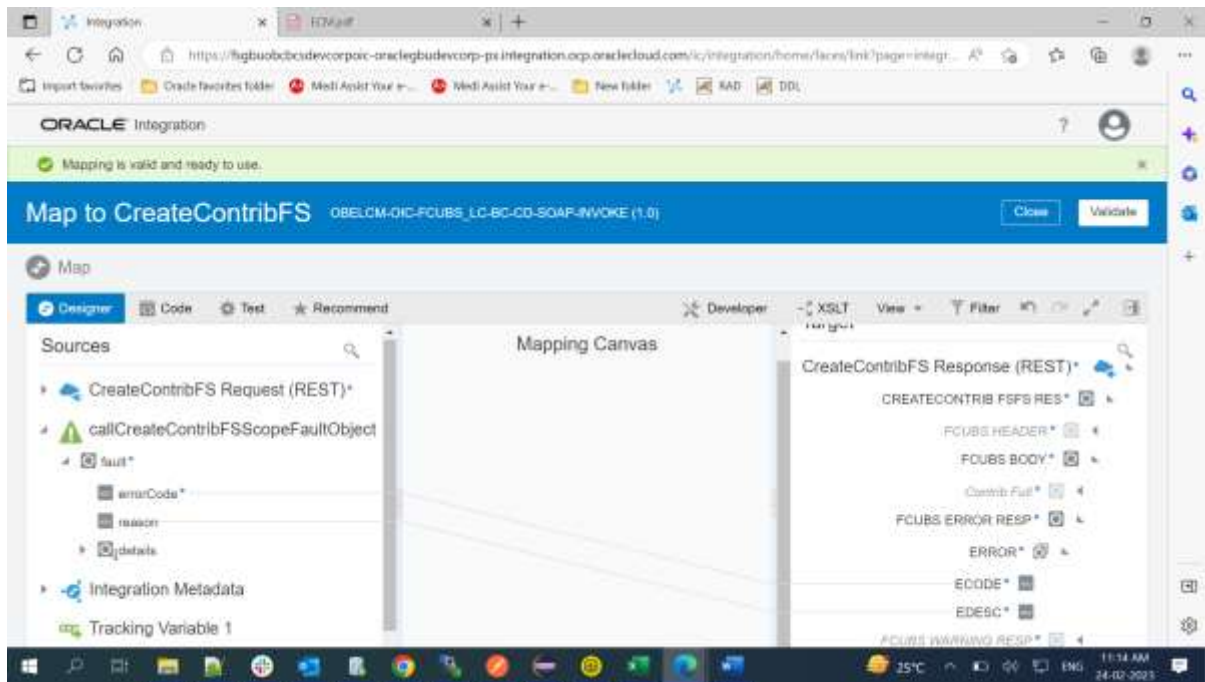 Integration
ECM.pdf
https://fsgbuobcbcsdevcorpoic-oraclegbudevcorp-px.integration.ocp.oraclecloud.com/ic/integration/home/faces/link?page=integr...
Import favorites
Oracle favorites folder
Medi Assist Your e-...
Medi Assist Your e-...
New folder
RAD
DDL
ORACLE Integration
?
Mapping is valid and ready to use.
Map to CreateContribFS OBELCM-OIC-FCUBS_LC-BC-CD-SOAP-INVOKE (1.0)
Close
Validate
Map
Designer
Code
Test
Recommend
Developer
XSLT
View
Filter
Sources
Mapping Canvas
Target
CreateContribFS Request (REST)*
callCreateContribFSScopeFaultObject
fault*
errorCode*
reason
details
Integration Metadata
Tracking Variable 1
CreateContribFS Response (REST)*
CREATECONTRIB FSFS RES*
FCUBS HEADER*
FCUBS BODY*
Contrib Full*
FCUBS ERROR RESP*
ERROR*
ECODE*
EDESC*
FCUBS WARNING RESP*
25°C
ENG
11:14 AM
24-02-2023